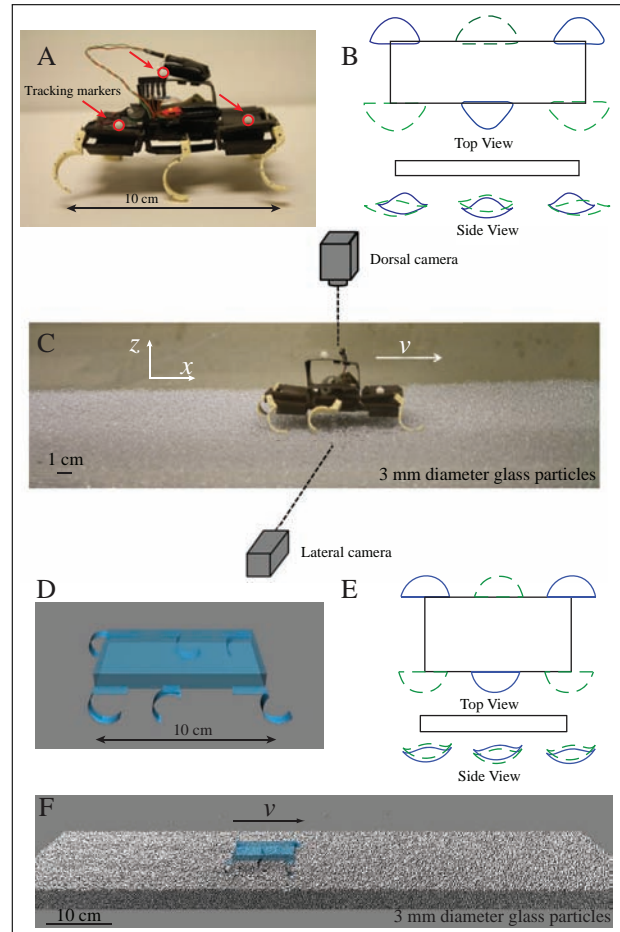 A
Tracking markers
10 cm
B
Top View
Side View
Dorsal camera
C
z
x
v
1 cm
3 mm diameter glass particles
Lateral camera
D
10 cm
E
Top View
Side View
F
v
10 cm
3 mm diameter glass particles